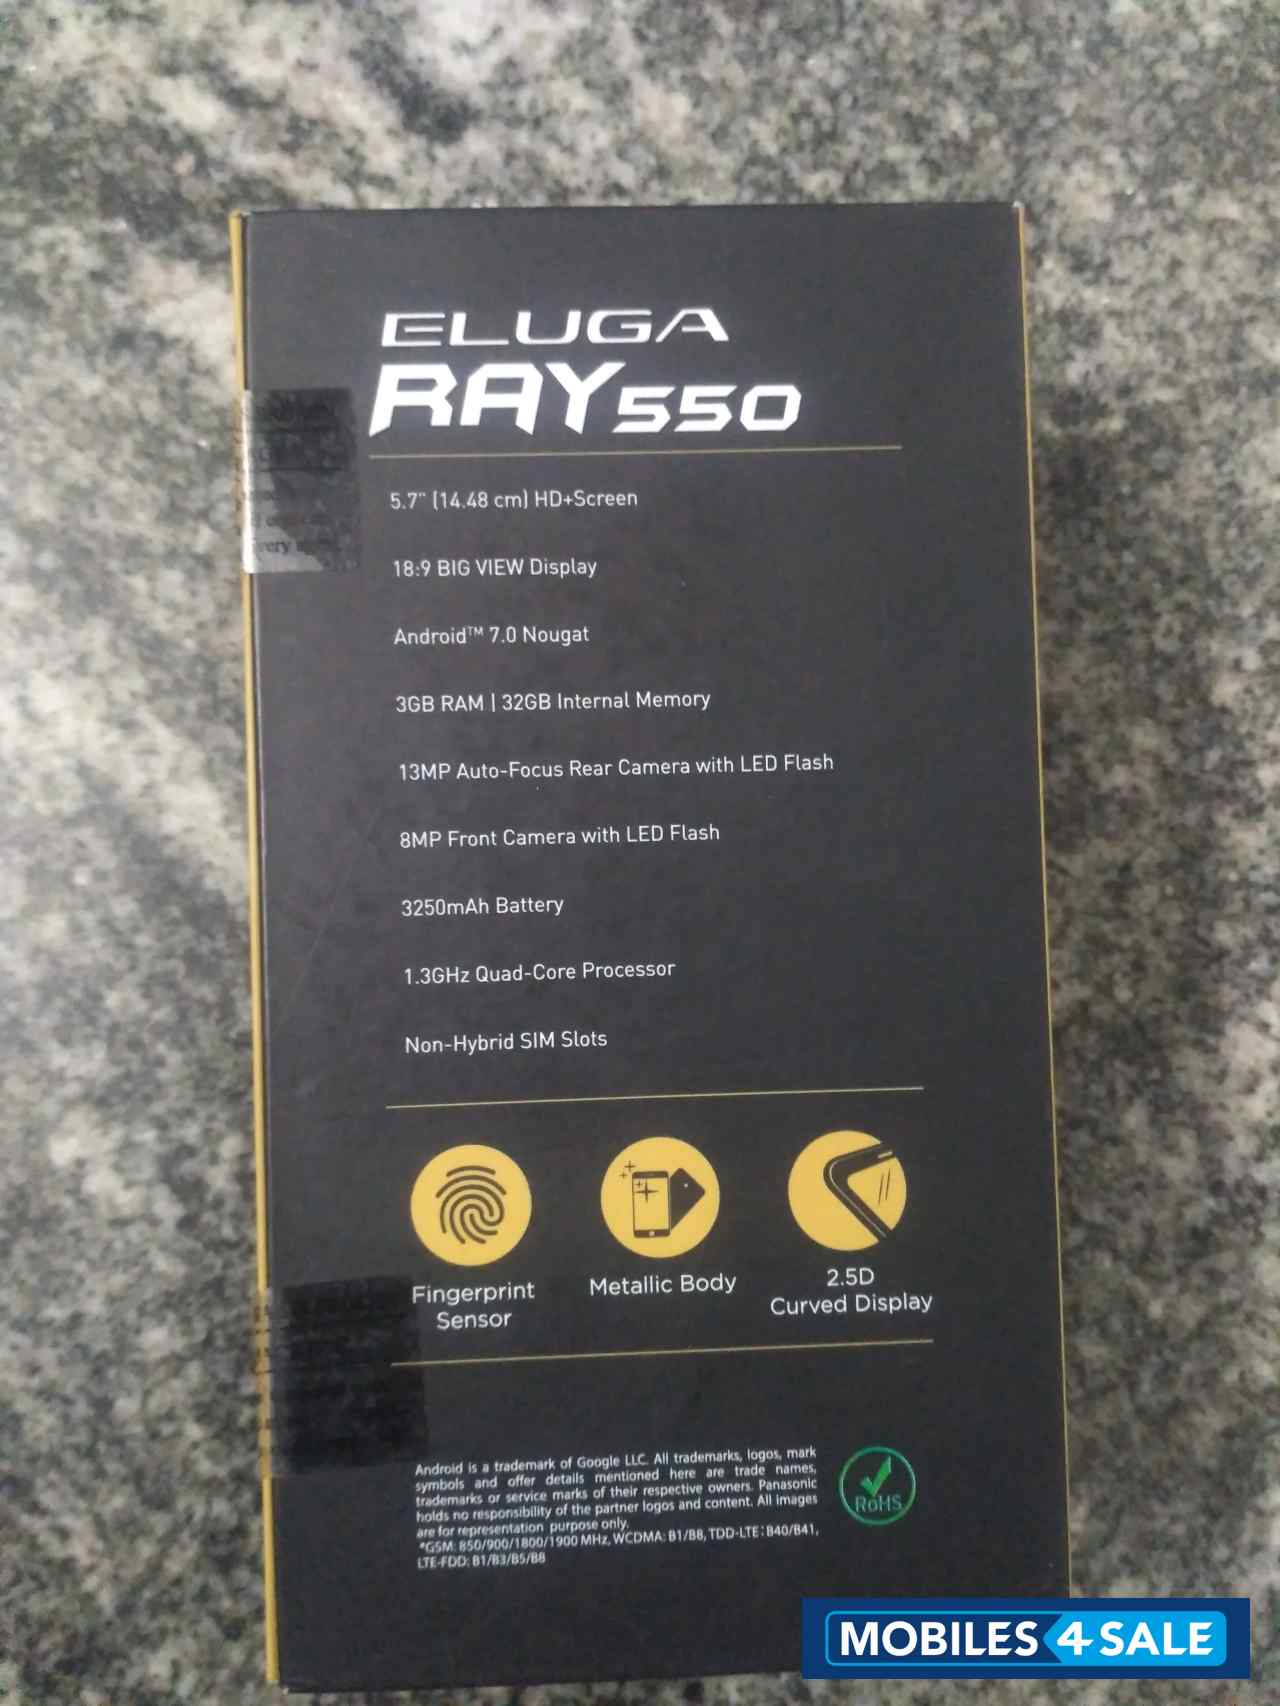 ELUGA
RAY 550
5.7" (14.48 cm) HD+Screen
18:9 BIG VIEW Display
Android™ 7.0 Nougat
3GB RAM | 32GB Internal Memory
13MP Auto-Focus Rear Camera with LED Flash
8MP Front Camera with LED Flash
3250mAh Battery
1.3GHz Quad-Core Processor
Non-Hybrid SIM Slots
Fingerprint
Sensor
Metallic Body
2.5D
Curved Display
Android is a trademark of Google LLC. All trademarks, logos, mark
symbols and offer details mentioned here are trade names,
trademarks or service marks of their respective owners. Panasonic
holds no responsibility of the partner logos and content. All images
are for representation purpose only.
*GSM: 850/900/1800/1900 MHz, WCDMA: B1/B8, TDD-LTE: B40/B41,
LTE-FDD: B1/B3/B5/B8
RoHS
MOBILES 4 SALE